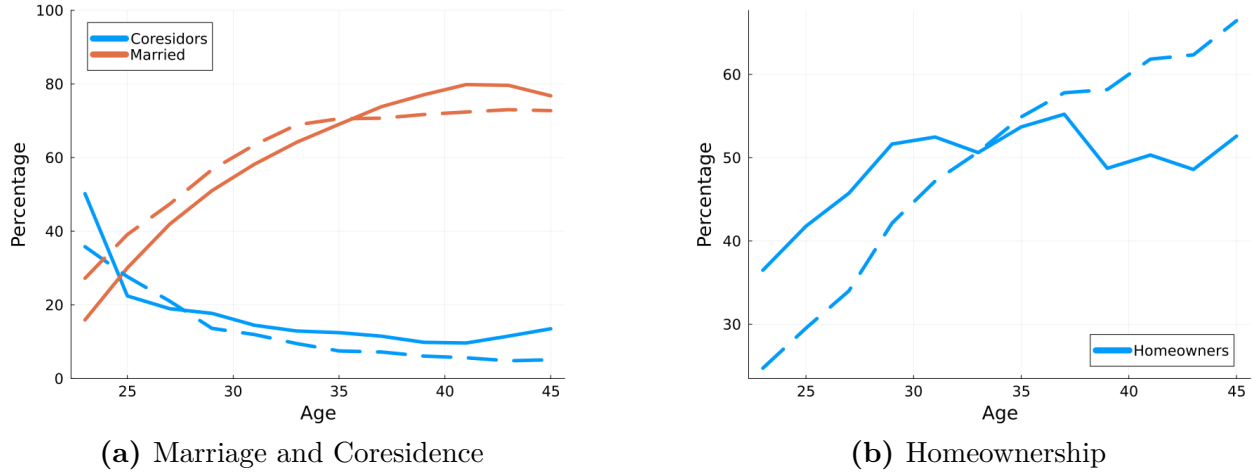 100
80
60
40
20
0
Percentage
Coresidors
Married
25
30
35
40
45
Age
(a) Marriage and Coresidence
60
50
40
30
Percentage
Homeowners
25
30
35
40
45
Age
(b) Homeownership